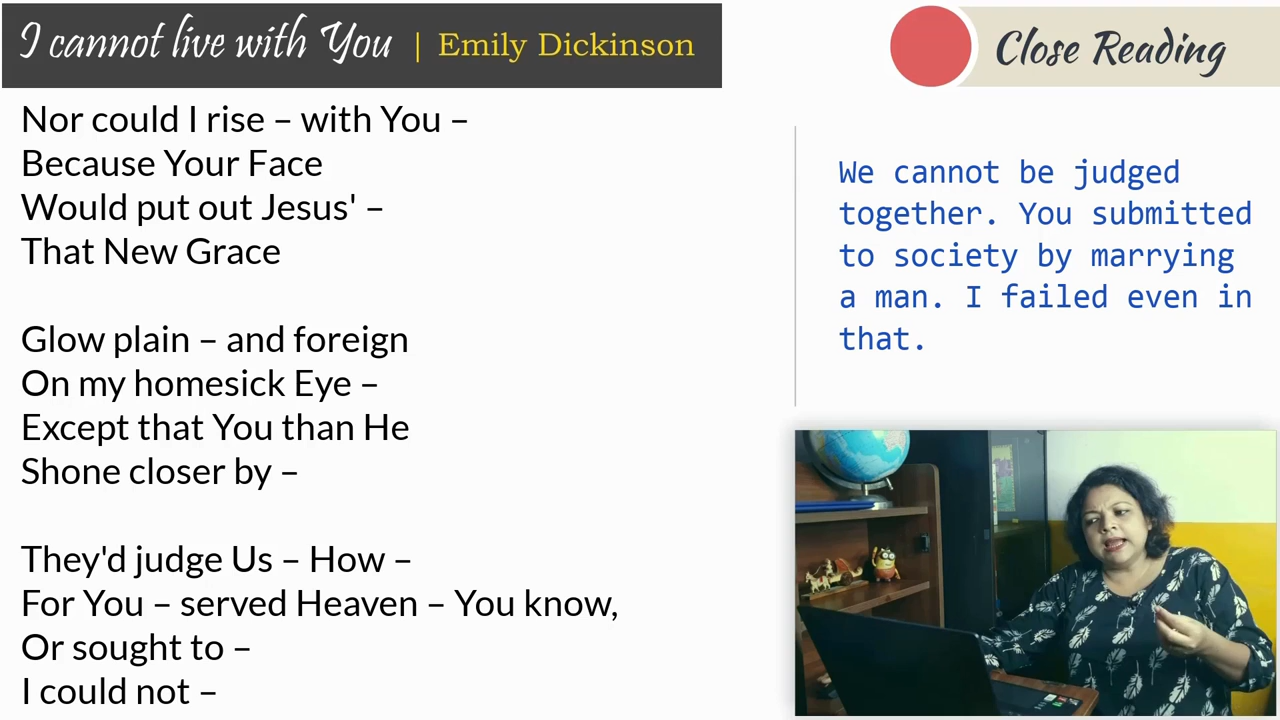 I cannot live with You | Emily Dickinson
Close Reading
Nor could I rise – with You –
Because Your Face
Would put out Jesus' –
That New Grace
Glow plain – and foreign
On my homesick Eye –
Except that You than He
Shone closer by –
They'd judge Us – How –
For You – served Heaven – You know,
Or sought to –
I could not –
We cannot be judged
together. You submitted
to society by marrying
a man. I failed even in
that.